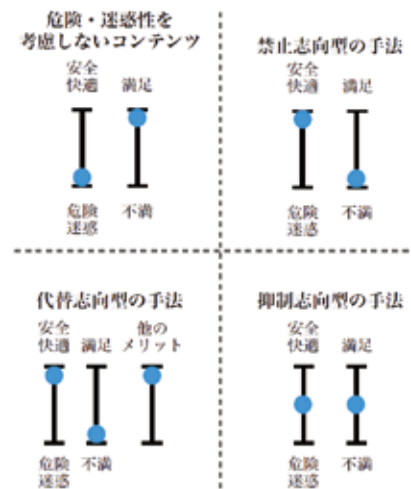 危険・迷惑性を
考慮しないコンテンツ
安全
快適
満足
危険
迷惑
不満
禁止志向型の手法
安全
快適
満足
危険
迷惑
不満
代替志向型の手法
安全
快適
満足
他の
メリット
危険
迷惑
不満
抑制志向型の手法
安全
快適
満足
危険
迷惑
不満